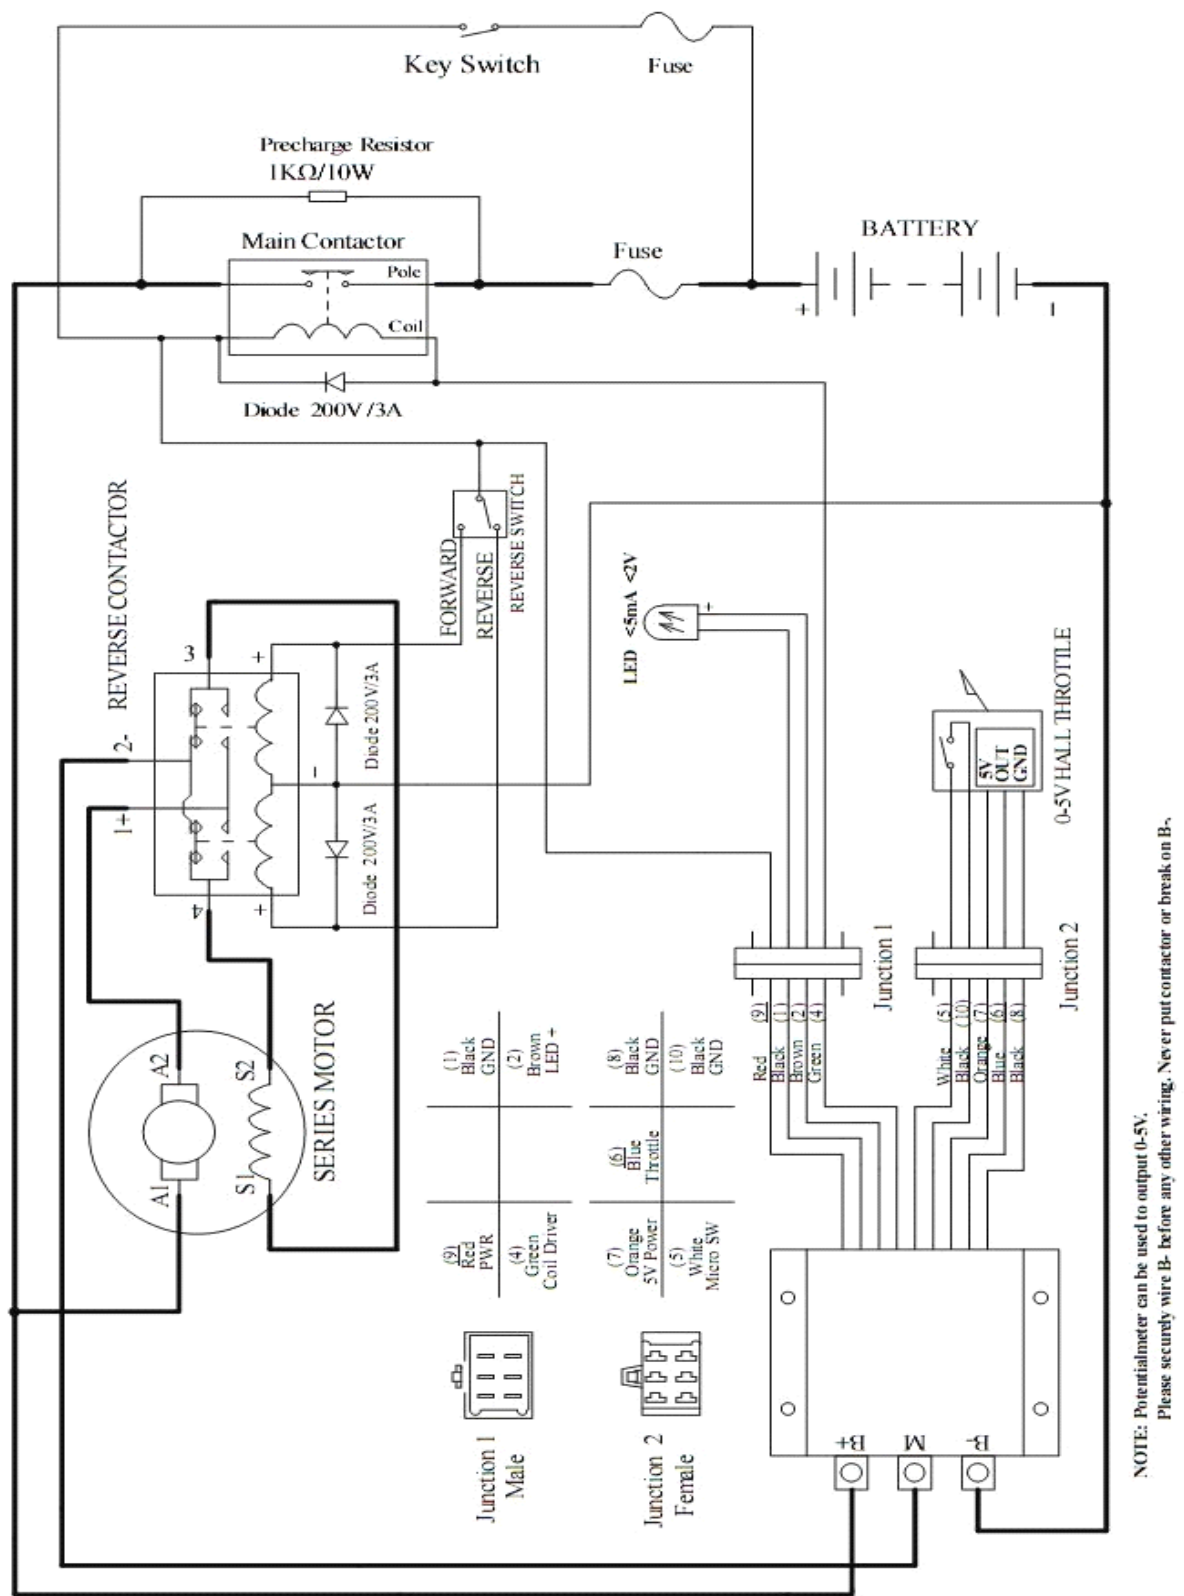 Key Switch
Fuse
Precharge Resistor
1KΩ/10W
Main Contactor
Pole
Coil
Fuse
BATTERY
+
-
Diode 200V/3A
REVERSE CONTACTOR
2-
1+
3
4
+
-
+
Diode 200V/3A
Diode 200V/3A
FORWARD
REVERSE
REVERSE SWITCH
LED <5mA <2V
+
5V
OUT
GND
0-5V HALL THROTTLE
Junction 1
Junction 2
(9)
(1)
(2)
(4)
Red
Black
Brown
Green
(5)
(10)
(7)
(6)
(8)
White
Black
Orange
Blue
Black
A1
A2
S1
S2
SERIES MOTOR
(9)
Red
PWR
(1)
Black
GND
(4)
Green
Coil Driver
(2)
Brown
LED +
(7)
Orange
5V Power
(6)
Blue
Throttle
(8)
Black
GND
(5)
White
Micro SW
(10)
Black
GND
Junction 1
Male
Junction 2
Female
B+
M
B-
NOTE: Potentialmeter can be used to output 0-5V.
Please securely wire B- before any other wiring. Never put contactor or break on B-.